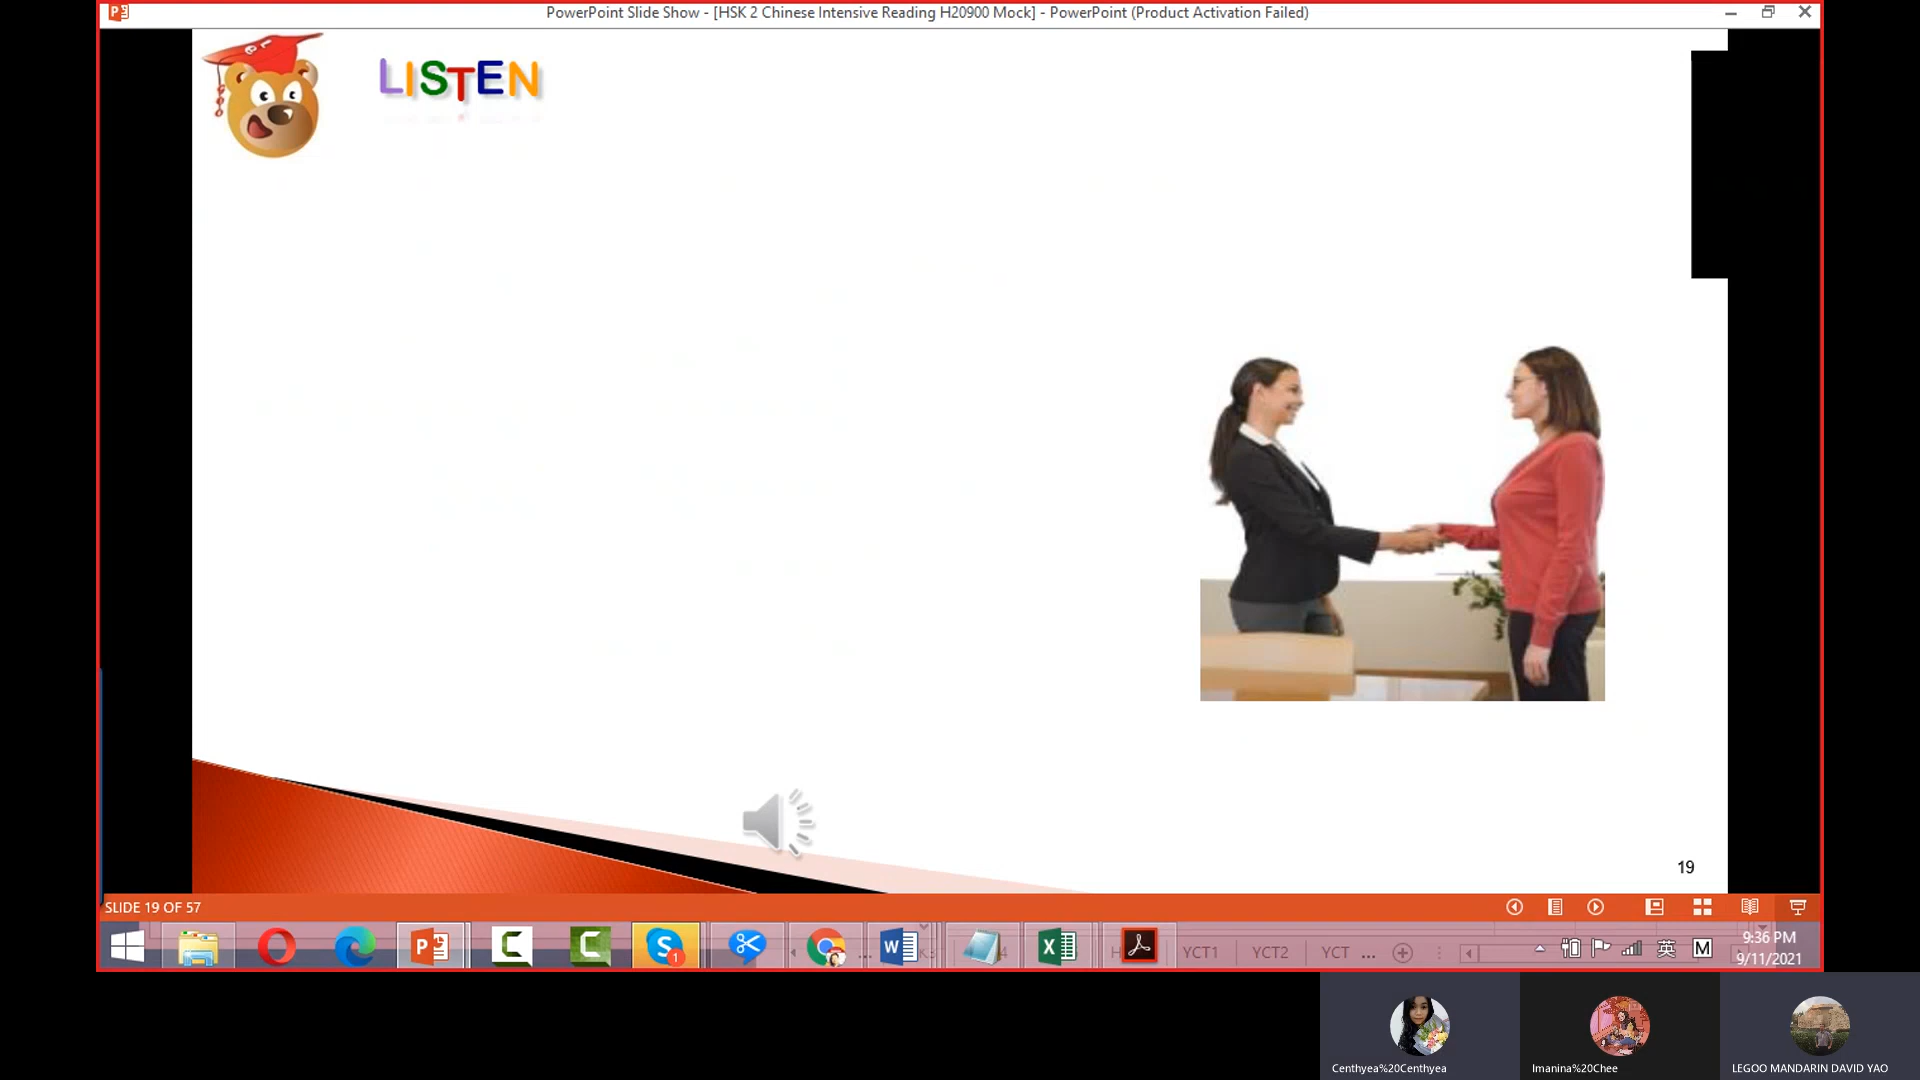 PowerPoint Slide Show - [HSK 2 Chinese Intensive Reading H20900 Mock] - PowerPoint (Product Activation Failed)
LISTEN
19
SLIDE 19 OF 57
YCT1
YCT2
YCT ...
英
M
9:36 PM
9/11/2021
Centhyea%20Centhyea
Imanina%20Chee
LEGOO MANDARIN DAVID YAO